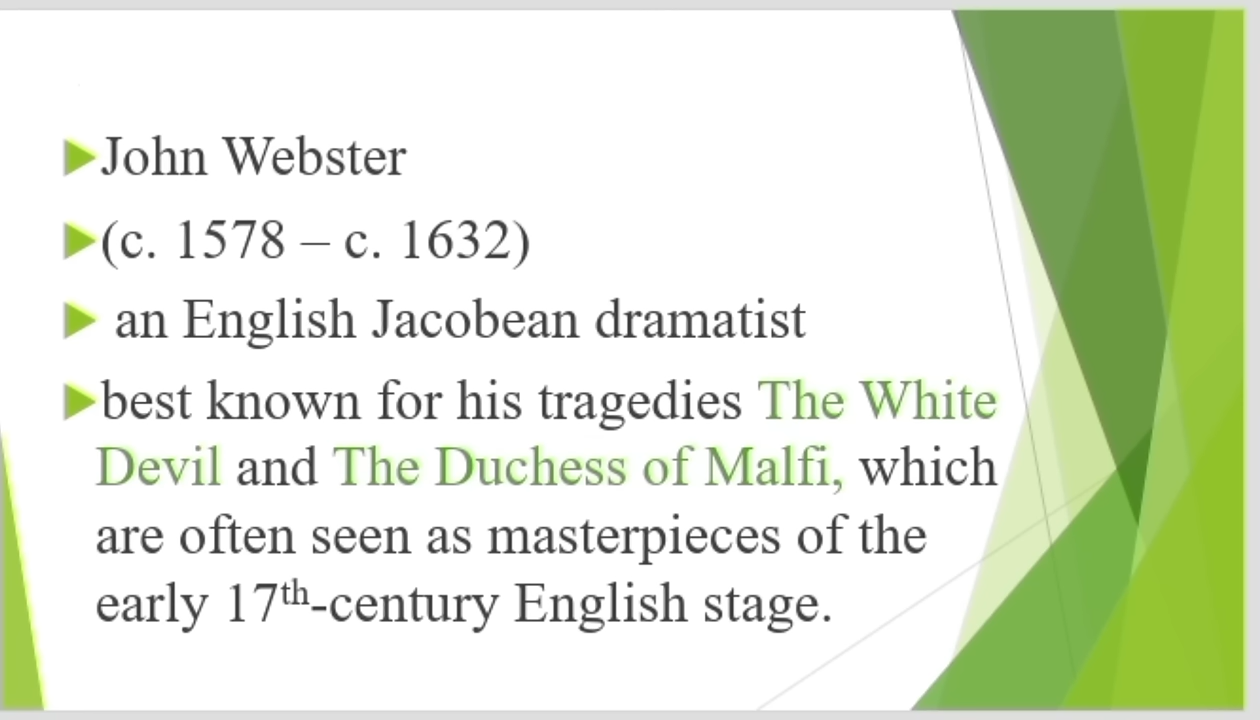 John Webster
(c. 1578 – c. 1632)
an English Jacobean dramatist
best known for his tragedies The White
Devil and The Duchess of Malfi, which
are often seen as masterpieces of the
early 17th-century English stage.